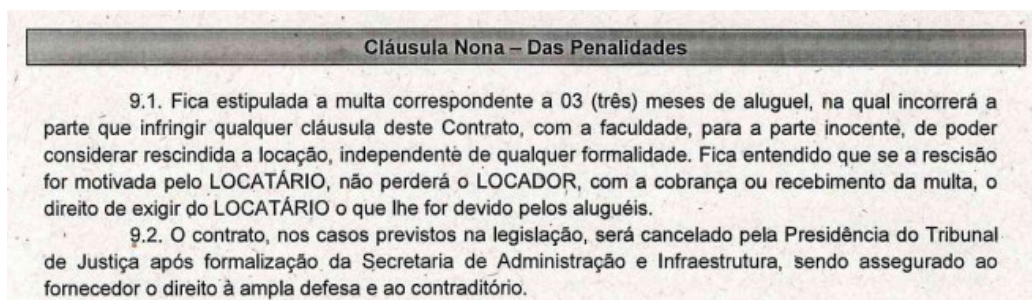 Cláusula Nona – Das Penalidades
9.1. Fica estipulada a multa correspondente a 03 (três) meses de aluguel, na qual incorrerá a
parte que infringir qualquer cláusula deste Contrato, com a faculdade, para a parte inocente, de poder
considerar rescindida a locação, independente de qualquer formalidade. Fica entendido que se a rescisão
for motivada pelo LOCATÁRIO, não perderá o LOCADOR, com a cobrança ou recebimento da multa, o
direito de exigir do LOCATÁRIO o que lhe for devido pelos aluguéis.
9.2. O contrato, nos casos previstos na legislação, será cancelado pela Presidência do Tribunal
de Justiça após formalização da Secretaria de Administração e Infraestrutura, sendo assegurado ao
fornecedor o direito à ampla defesa e ao contraditório.